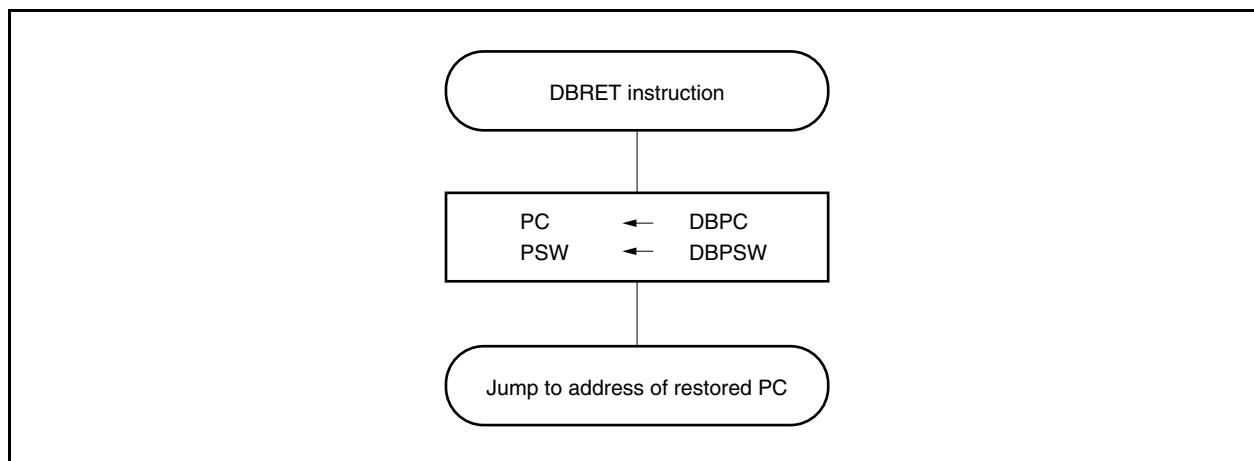 DBRET instruction
PC ← DBPC
PSW ← DBPSW
Jump to address of restored PC